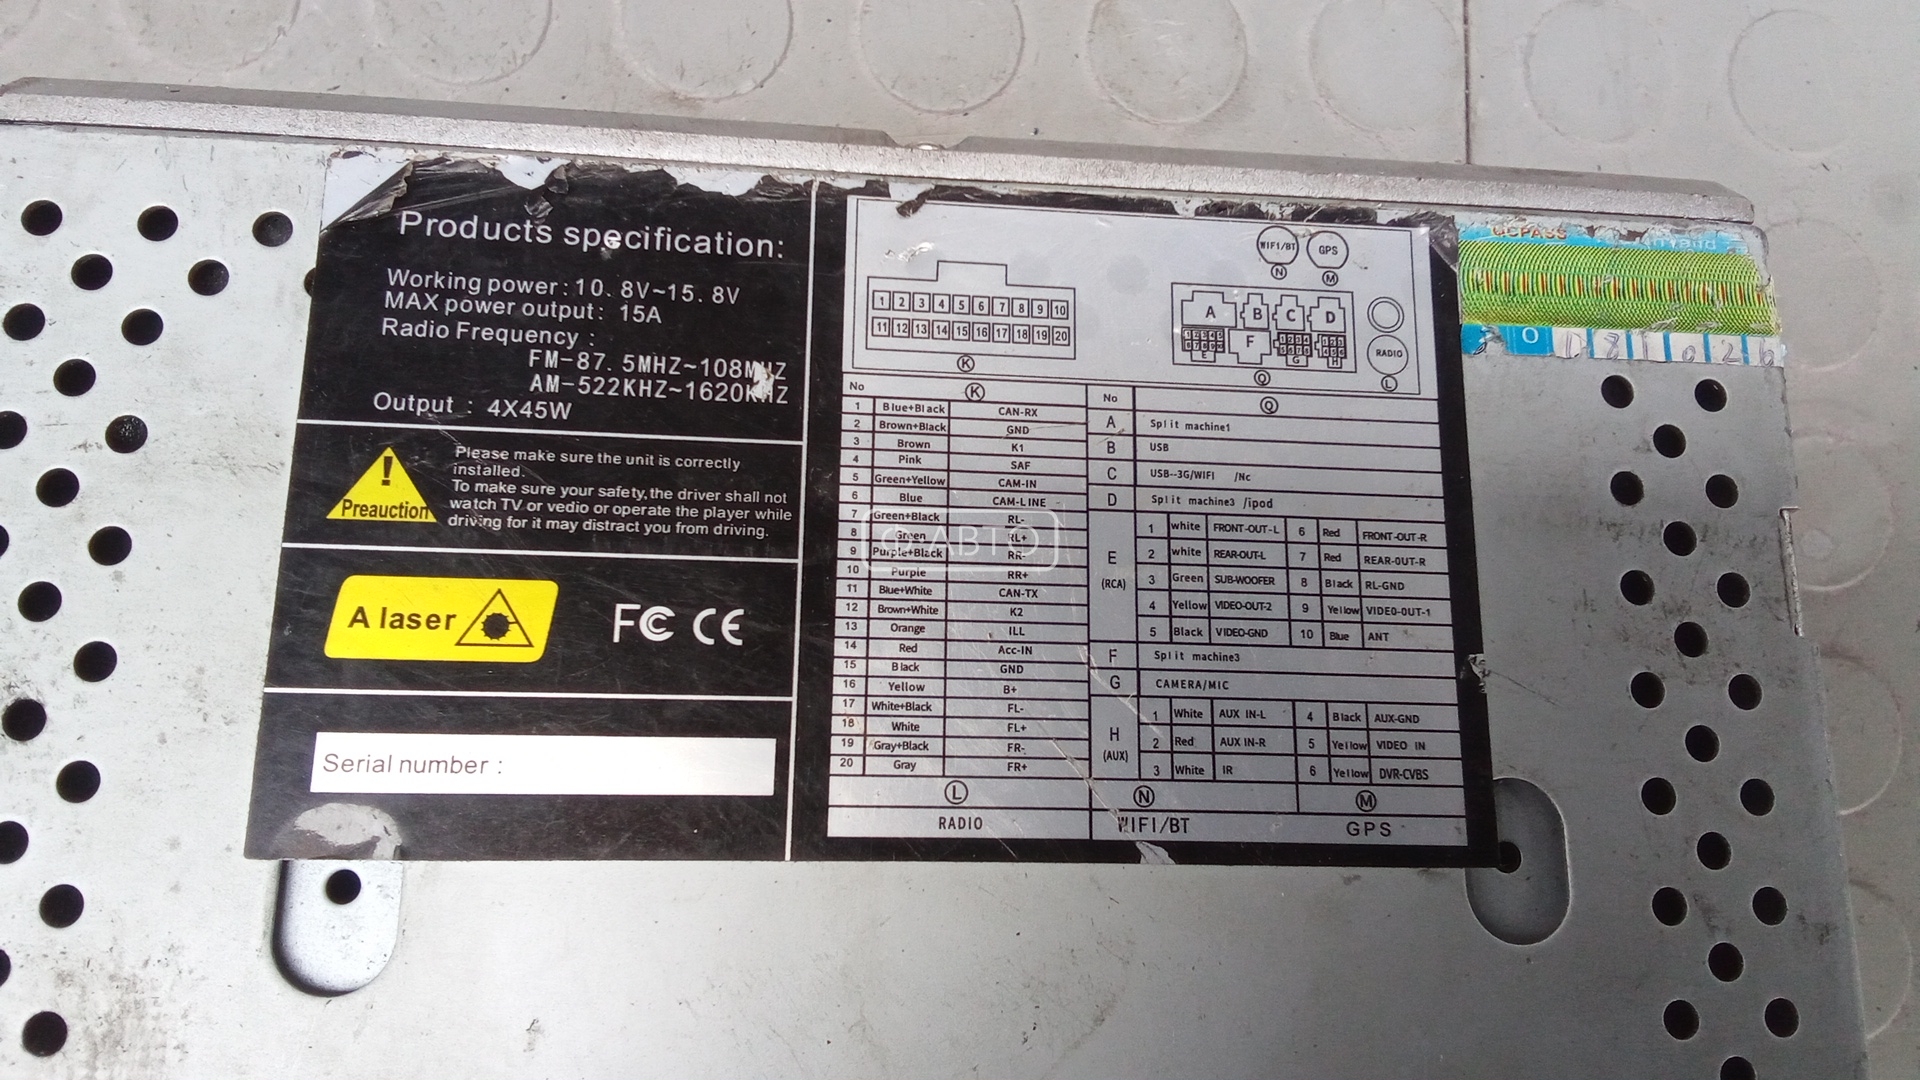 Products specification:
Working power: 10. 8V~15. 8V
MAX power output: 15A
Radio Frequency :
FM-87. 5MHZ~108MHZ
AM-522KHZ~1620KHZ
Output : 4X45W
! Preauction
Please make sure the unit is correctly
installed.
To make sure your safety,the driver shall not
watch TV or vedio or operate the player while
driving for it may distract you from driving.
A laser
FC CE
Serial number :
WIFI/BT GPS
N M
1 2 3 4 5 6 7 8 9 10
11 12 13 14 15 16 17 18 19 20
K
A B C D
E F G H
RADIO
Q L
No K
1 Blue+Black CAN-RX
2 Brown+Black GND
3 Brown K1
4 Pink SAF
5 Green+Yellow CAM-IN
6 Blue CAM-LINE
7 Green+Black RL-
8 Green RL+
9 Purple+Black RR-
10 Purple RR+
11 Blue+White CAN-TX
12 Brown+White K2
13 Orange ILL
14 Red Acc-IN
15 Black GND
16 Yellow B+
17 White+Black FL-
18 White FL+
19 Gray+Black FR-
20 Gray FR+
No Q
A Split machine1
B USB
C USB--3G/WIFI /Nc
D Split machine3 /ipod
E (RCA)
1 white FRONT-OUT-L 6 Red FRONT-OUT-R
2 white REAR-OUT-L 7 Red REAR-OUT-R
3 Green SUB-WOOFER 8 Black RL-GND
4 Yellow VIDEO-OUT-2 9 Yellow VIDEO-OUT-1
5 Black VIDEO-GND 10 Blue ANT
F Split machine3
G CAMERA/MIC
H (AUX)
1 White AUX IN-L 4 Black AUX-GND
2 Red AUX IN-R 5 Yellow VIDEO IN
3 White IR 6 Yellow DVR-CVBS
L N M
RADIO WIFI/BT GPS
QCPASS
АВТО